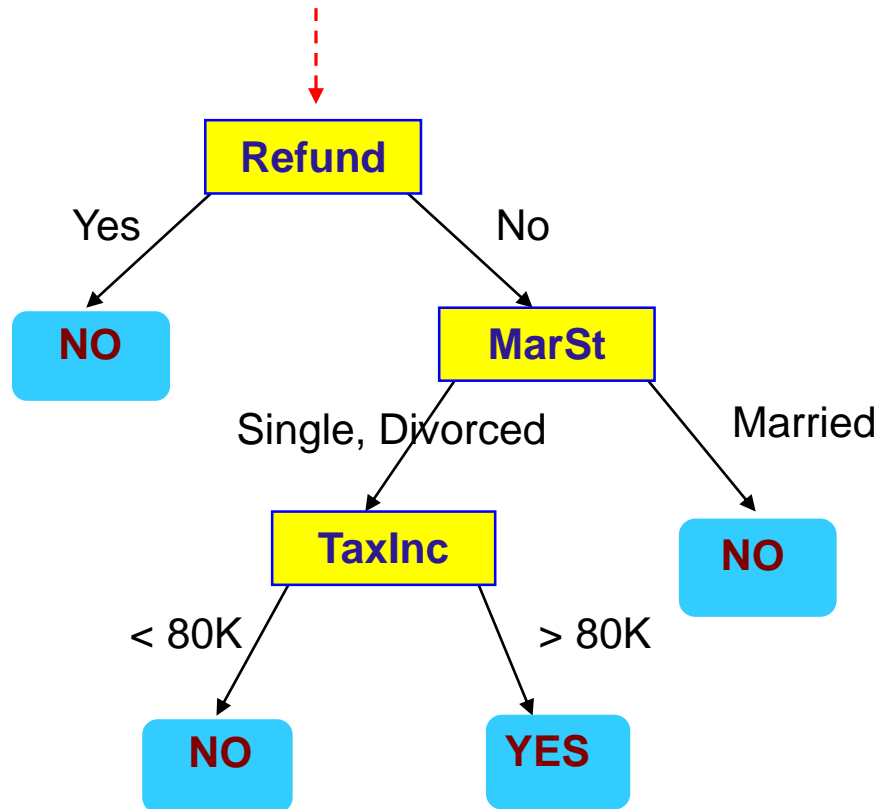 Refund
Yes
No
NO
MarSt
Single, Divorced
Married
TaxInc
NO
< 80K
> 80K
NO
YES